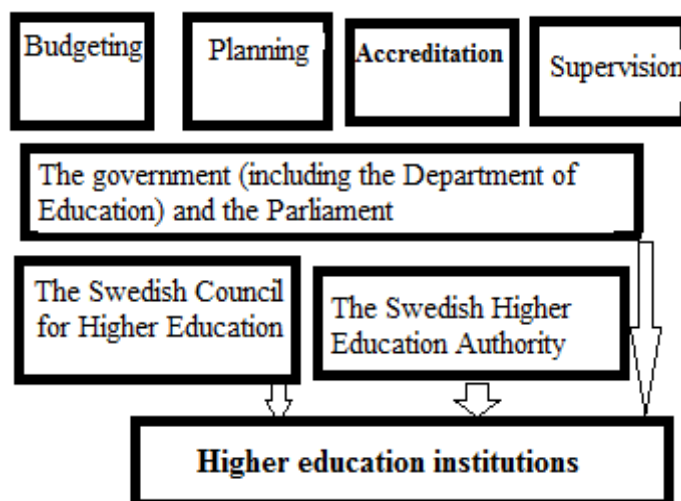 Budgeting
Planning
Accreditation
Supervision
The government (including the Department of
Education) and the Parliament
The Swedish Council
for Higher Education
The Swedish Higher
Education Authority
Higher education institutions